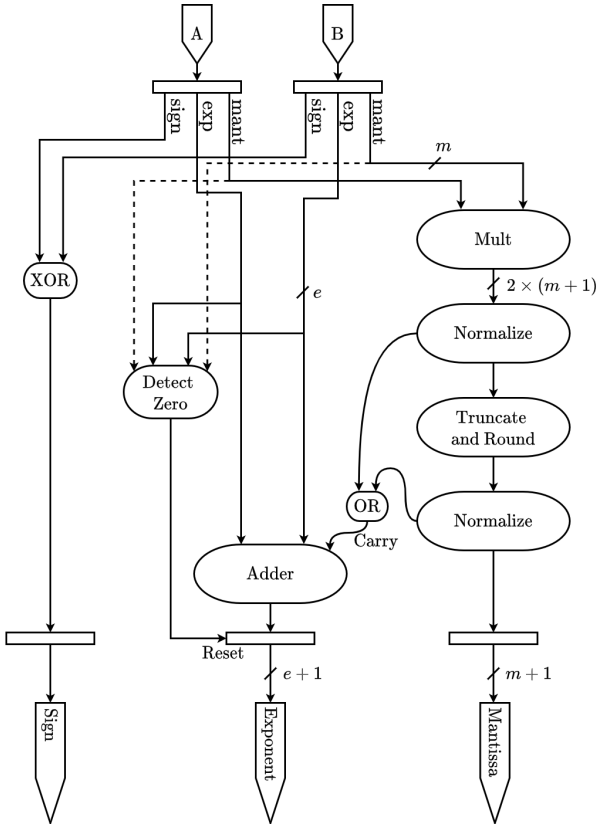 A
B
sign
exp
mant
sign
exp
mant
m
Mult
XOR
2 × (m + 1)
e
Normalize
Detect
Zero
Truncate
and Round
OR
Normalize
Carry
Adder
Reset
e + 1
m + 1
Sign
Exponent
Mantissa